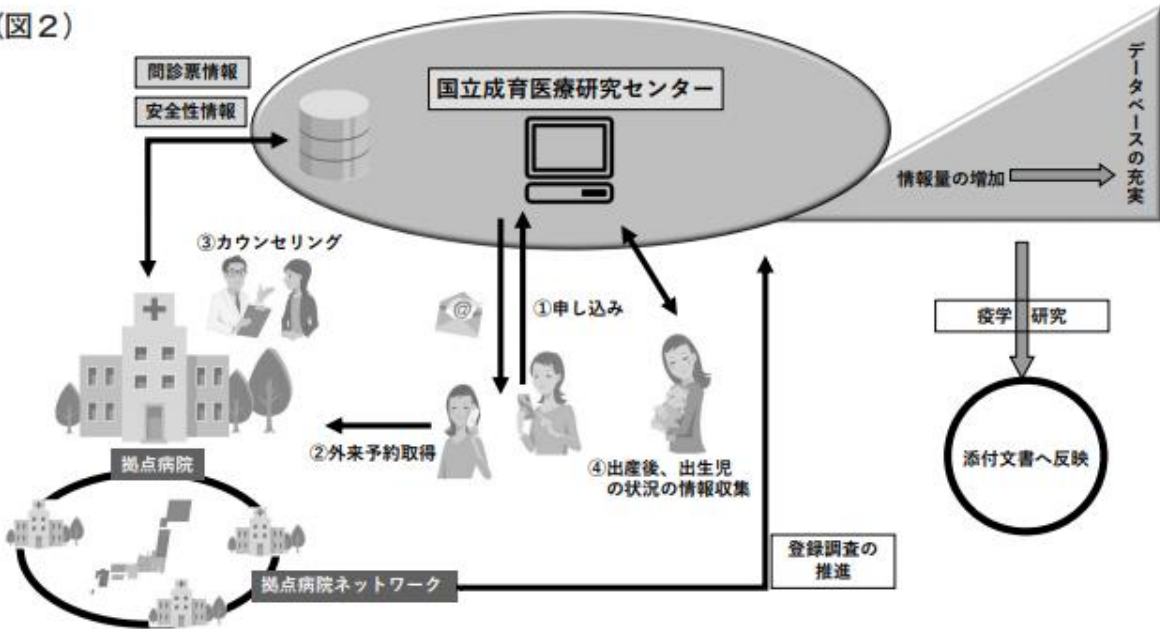 (図２)
問診票情報
安全性情報
国立成育医療研究センター
データベースの充実
情報量の増加
③カウンセリング
@
①申し込み
疫学 研究
②外来予約取得
拠点病院
④出産後、出生児
の状況の情報収集
添付文書へ反映
登録調査の
推進
拠点病院ネットワーク